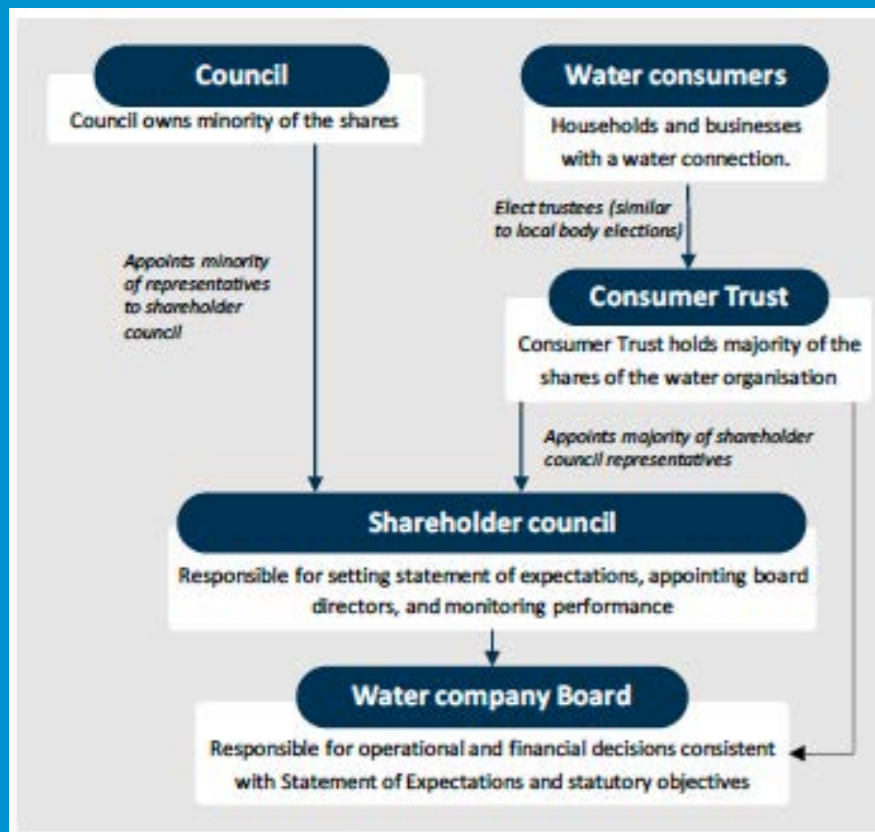 Council
Council owns minority of the shares
Water consumers
Households and businesses
with a water connection.
Elect trustees (similar
to local body elections)
Appoints minority
of representatives
to shareholder
council
Consumer Trust
Consumer Trust holds majority of the
shares of the water organisation
Appoints majority of shareholder
council representatives
Shareholder council
Responsible for setting statement of expectations, appointing board
directors, and monitoring performance
Water company Board
Responsible for operational and financial decisions consistent
with Statement of Expectations and statutory objectives